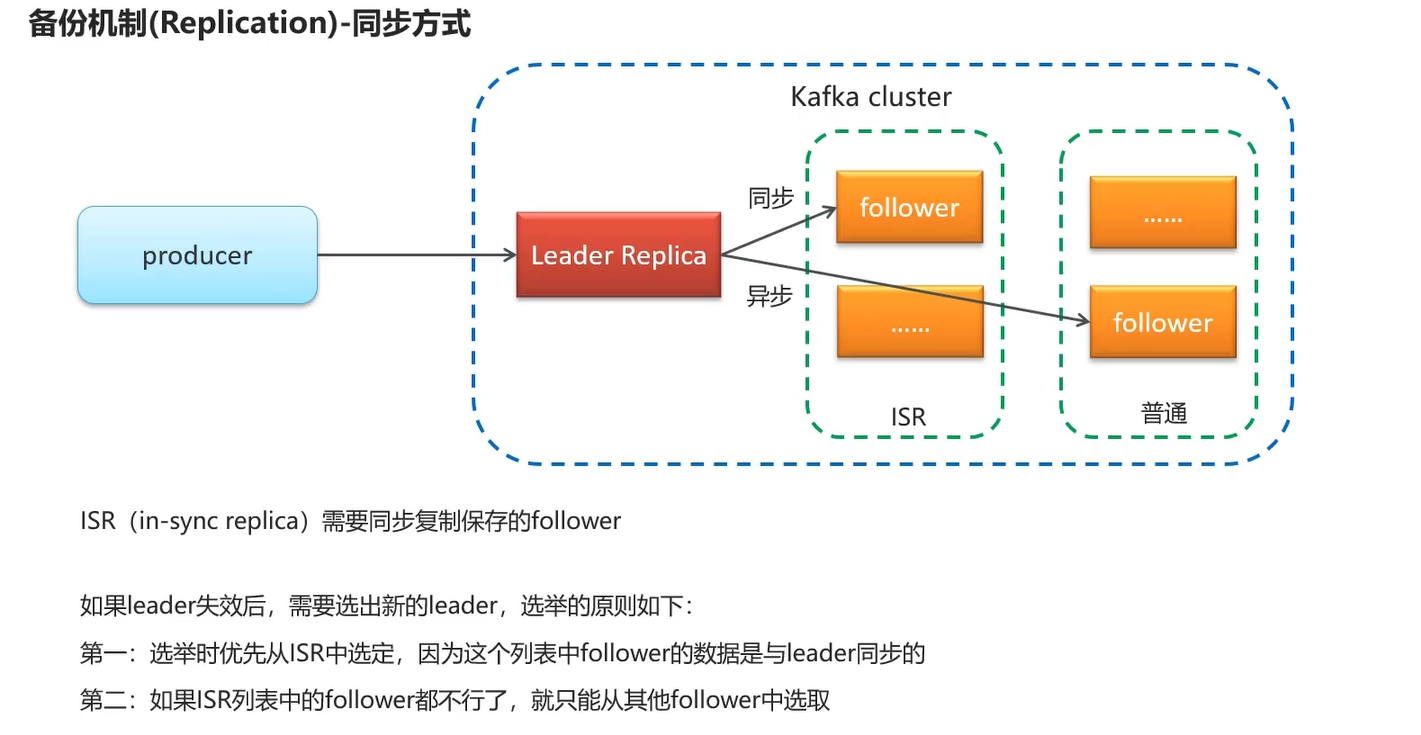 备份机制(Replication)-同步方式
Kafka cluster
producer
Leader Replica
同步
异步
follower
……
ISR
……
follower
普通
ISR（in-sync replica）需要同步复制保存的follower
如果leader失效后，需要选出新的leader，选举的原则如下：
第一：选举时优先从ISR中选定，因为这个列表中follower的数据是与leader同步的
第二：如果ISR列表中的follower都不行了，就只能从其他follower中选取